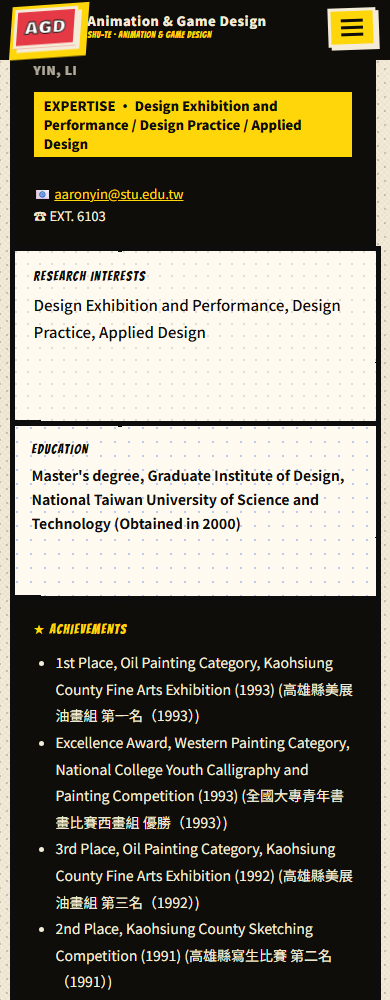 AGD
Animation & Game Design
SHU-TE · ANIMATION & GAME DESIGN
YIN, LI
EXPERTISE · Design Exhibition and
Performance / Design Practice / Applied
Design
aaronyin@stu.edu.tw
☎ EXT. 6103
RESEARCH INTERESTS
Design Exhibition and Performance, Design
Practice, Applied Design
EDUCATION
Master's degree, Graduate Institute of Design,
National Taiwan University of Science and
Technology (Obtained in 2000)
★ ACHIEVEMENTS
• 1st Place, Oil Painting Category, Kaohsiung
County Fine Arts Exhibition (1993) (高雄縣美展
油畫組 第一名（1993）)
• Excellence Award, Western Painting Category,
National College Youth Calligraphy and
Painting Competition (1993) (全國大專青年書
畫比賽西畫組 優勝（1993）)
• 3rd Place, Oil Painting Category, Kaohsiung
County Fine Arts Exhibition (1992) (高雄縣美展
油畫組 第三名（1992）)
• 2nd Place, Kaohsiung County Sketching
Competition (1991) (高雄縣寫生比賽 第二名
（1991）)